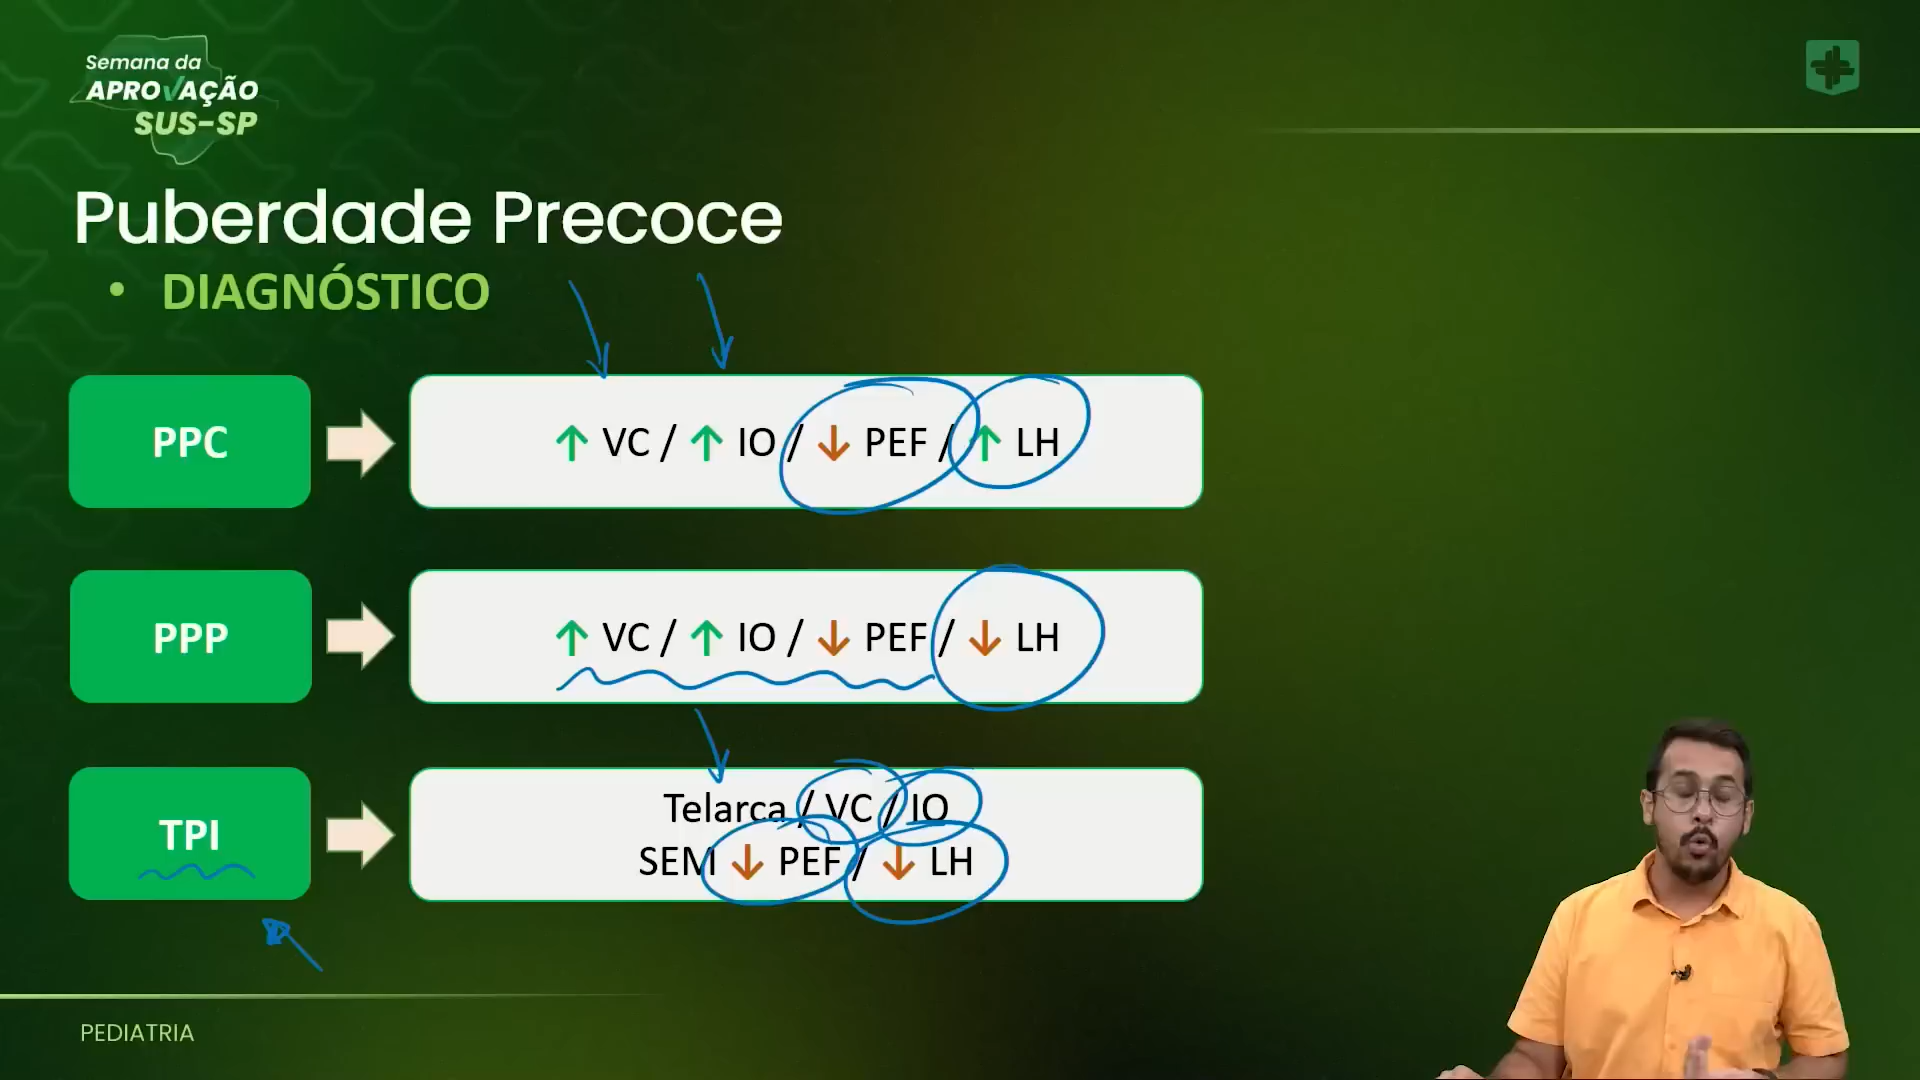 Semana da
APROVAÇÃO
SUS-SP
Puberdade Precoce
• DIAGNÓSTICO
PPC
↑ VC / ↑ IO / ↓ PEF / ↑ LH
PPP
↑ VC / ↑ IO / ↓ PEF / ↓ LH
TPI
Telarca / VC / IO
SEM ↓ PEF / ↓ LH
PEDIATRIA